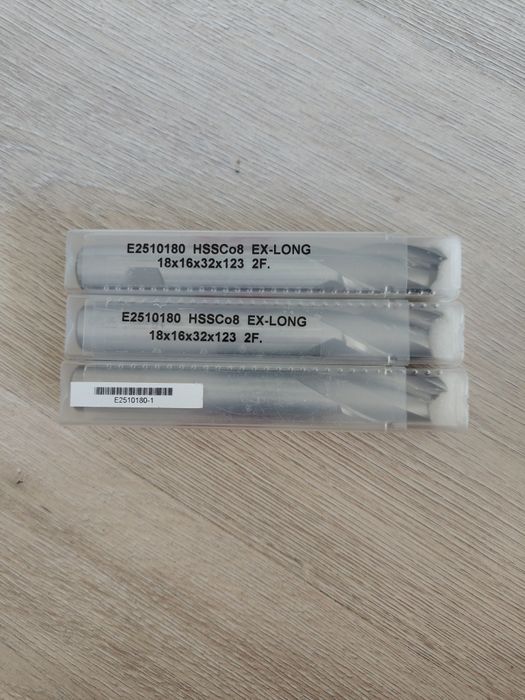 E2510180 HSSCo8 EX-LONG
18x16x32x123 2F.
E2510180 HSSCo8 EX-LONG
18x16x32x123 2F.
E2510180-1